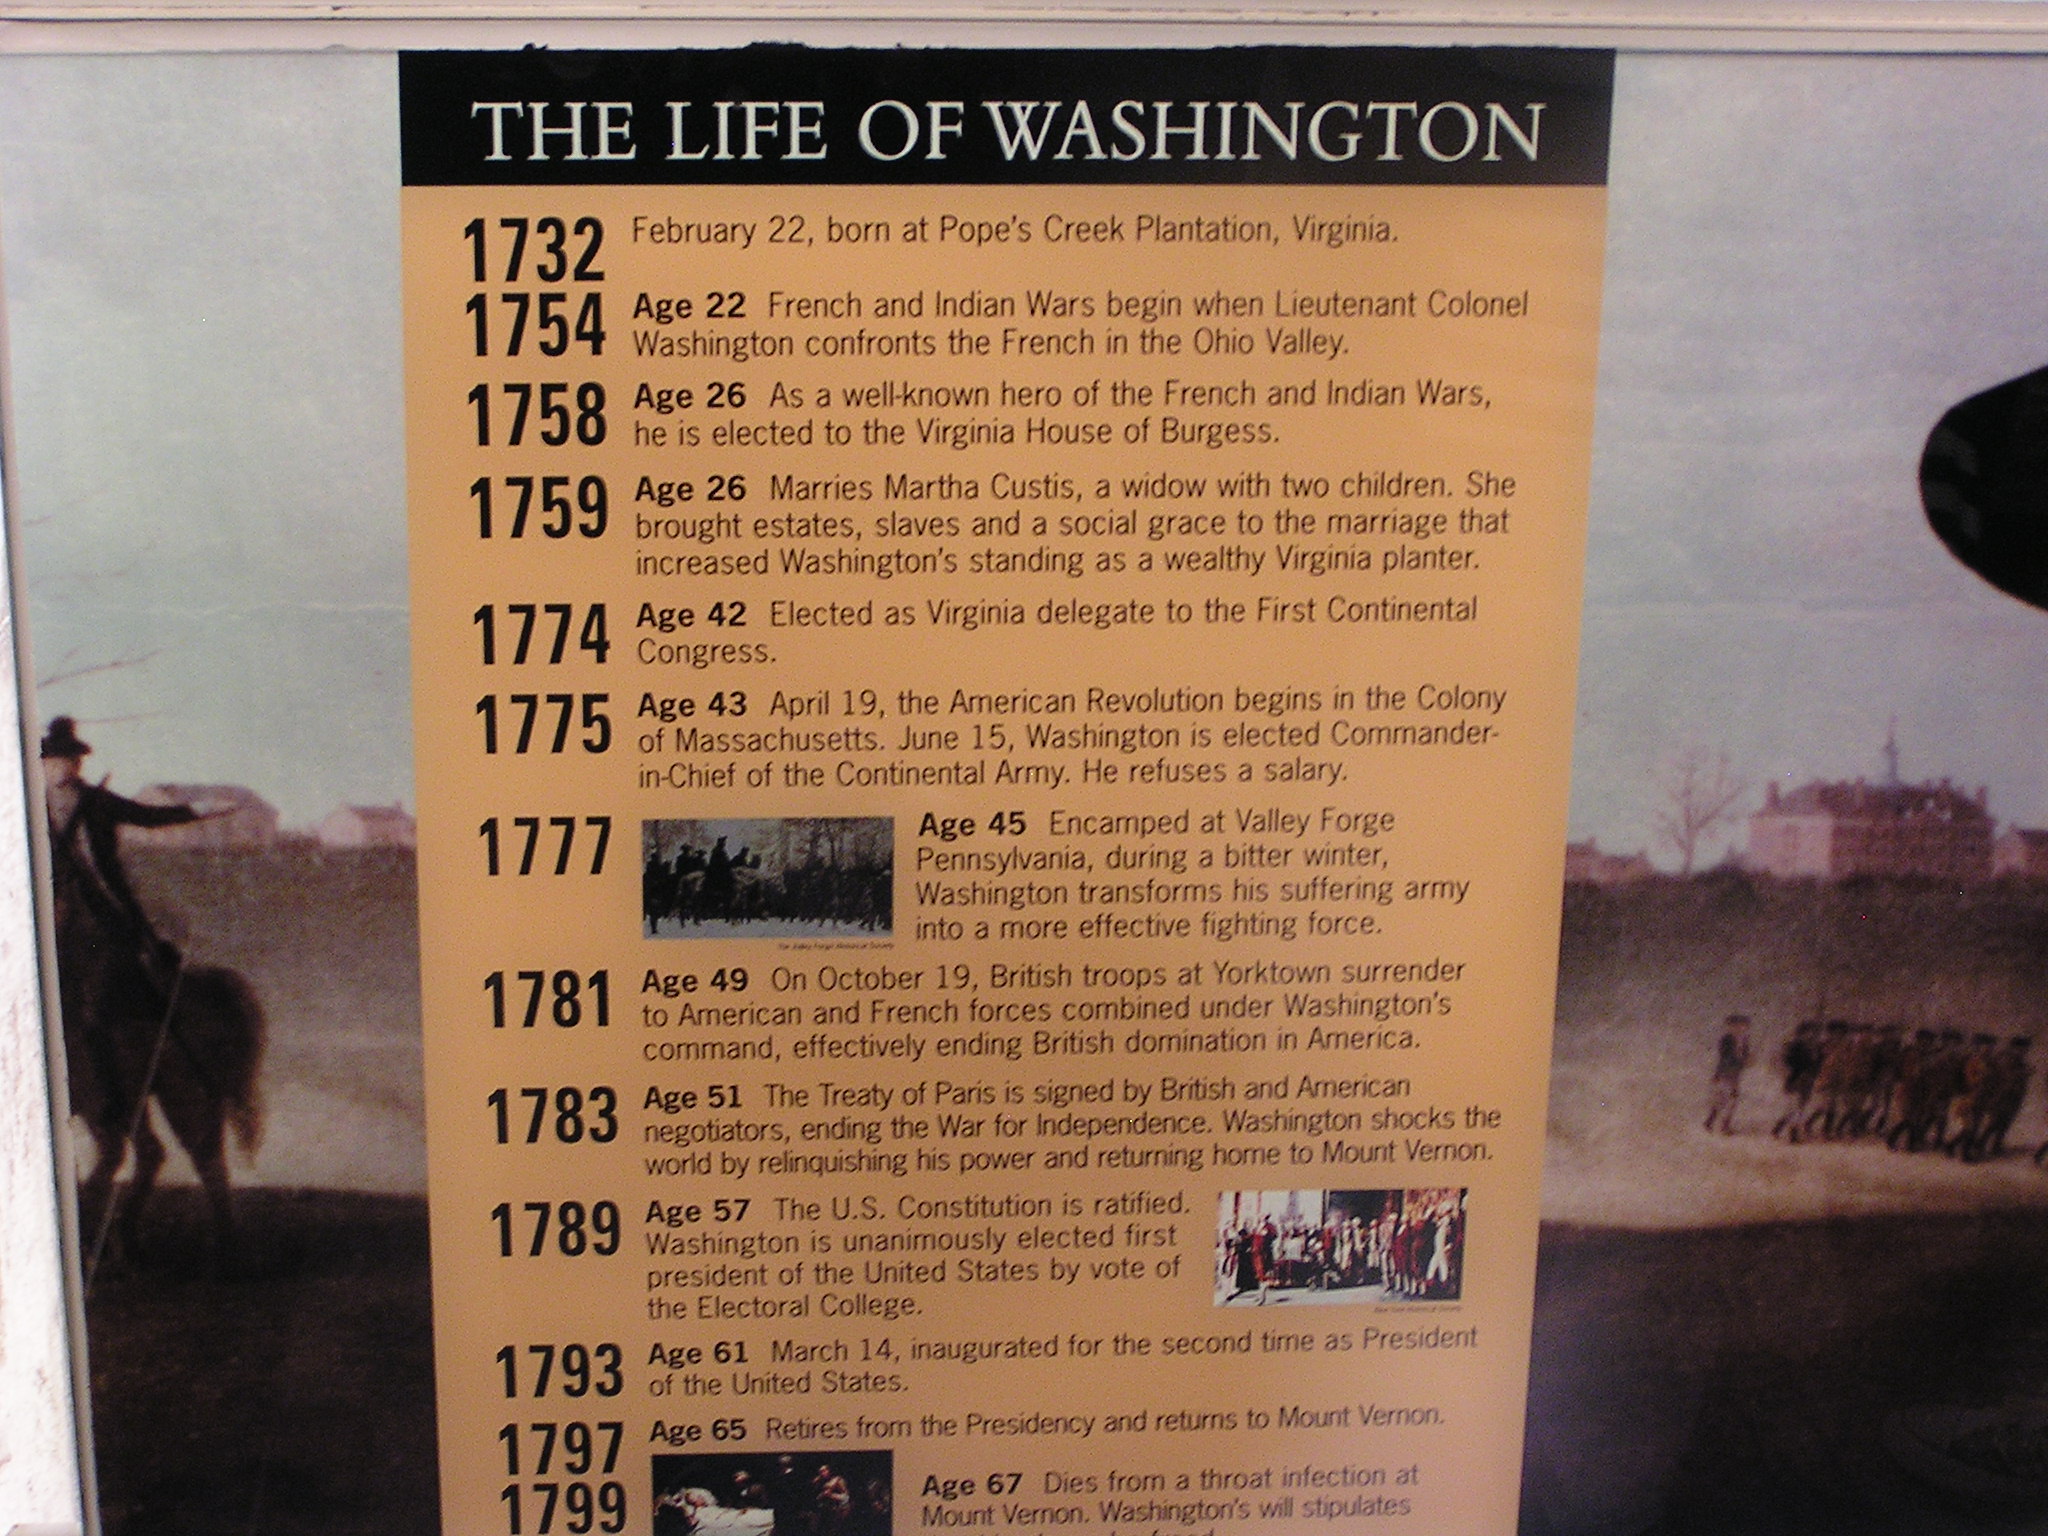 THE LIFE OF WASHINGTON
1732 February 22, born at Pope's Creek Plantation, Virginia.
1754 Age 22 French and Indian Wars begin when Lieutenant Colonel
Washington confronts the French in the Ohio Valley.
1758 Age 26 As a well-known hero of the French and Indian Wars,
he is elected to the Virginia House of Burgess.
1759 Age 26 Marries Martha Custis, a widow with two children. She
brought estates, slaves and a social grace to the marriage that
increased Washington's standing as a wealthy Virginia planter.
1774 Age 42 Elected as Virginia delegate to the First Continental
Congress.
1775 Age 43 April 19, the American Revolution begins in the Colony
of Massachusetts. June 15, Washington is elected Commander-
in-Chief of the Continental Army. He refuses a salary.
1777 Age 45 Encamped at Valley Forge
Pennsylvania, during a bitter winter,
Washington transforms his suffering army
into a more effective fighting force.
The Valley Forge Historical Society
1781 Age 49 On October 19, British troops at Yorktown surrender
to American and French forces combined under Washington's
command, effectively ending British domination in America.
1783 Age 51 The Treaty of Paris is signed by British and American
negotiators, ending the War for Independence. Washington shocks the
world by relinquishing his power and returning home to Mount Vernon.
1789 Age 57 The U.S. Constitution is ratified.
Washington is unanimously elected first
president of the United States by vote of
the Electoral College.
1793 Age 61 March 14, inaugurated for the second time as President
of the United States.
1797 Age 65 Retires from the Presidency and returns to Mount Vernon.
1799 Age 67 Dies from a throat infection at
Mount Vernon. Washington's will stipulates